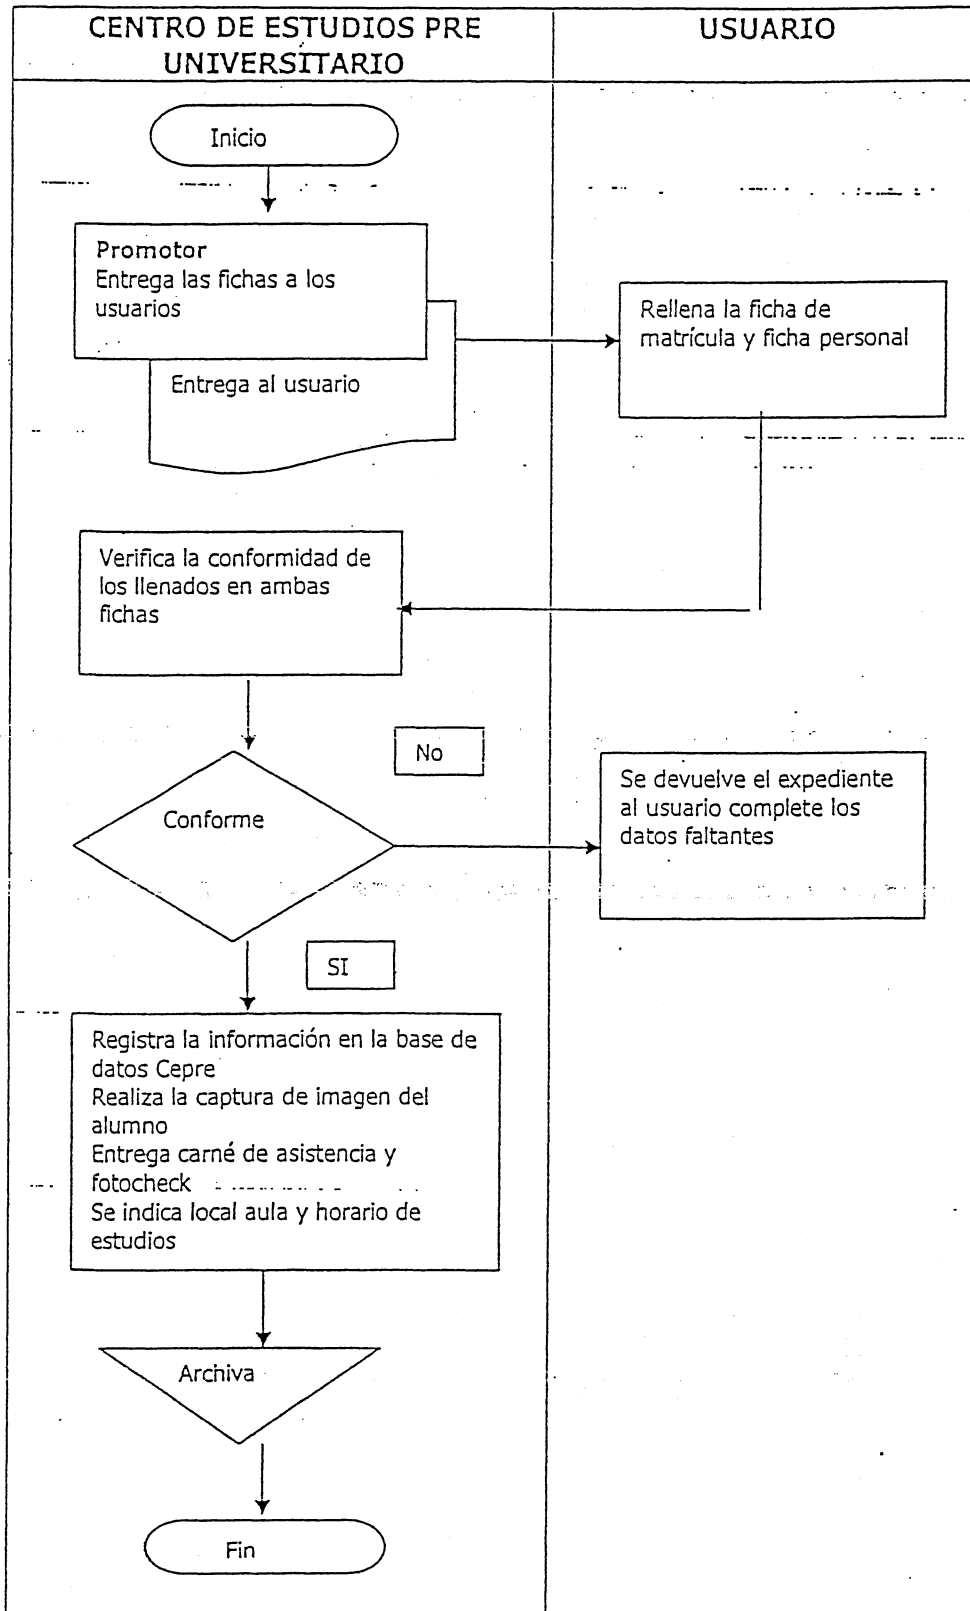 CENTRO DE ESTUDIOS PRE
UNIVERSITARIO
USUARIO
Inicio
Promotor
Entrega las fichas a los
usuarios
Entrega al usuario
Rellena la ficha de
matrícula y ficha personal
Verifica la conformidad de
los llenados en ambas
fichas
No
Conforme
Se devuelve el expediente
al usuario complete los
datos faltantes
SI
Registra la información en la base de
datos Cepre
Realiza la captura de imagen del
alumno
Entrega carné de asistencia y
fotocheck
Se indica local aula y horario de
estudios
Archiva
Fin